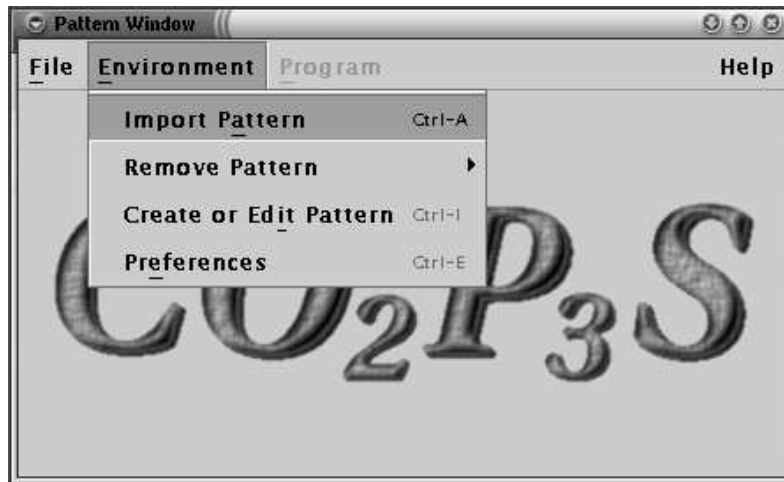 Pattern Window
File Environment Program Help
Import Pattern Ctrl-A
Remove Pattern
Create or Edit Pattern Ctrl-I
Preferences Ctrl-E
CO2P3S